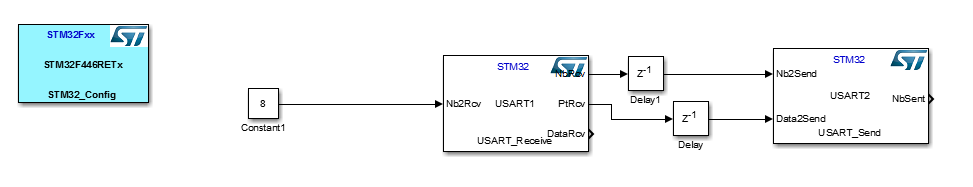 STM32Fxx
STM32F446RETx
STM32_Config
8
Constant1
STM32
Nb2Rcv
USART1
NbRcv
PtRcv
DataRcv
USART_Receive
Z-1
Delay1
Z-1
Delay
STM32
Nb2Send
USART2
NbSent
Data2Send
USART_Send